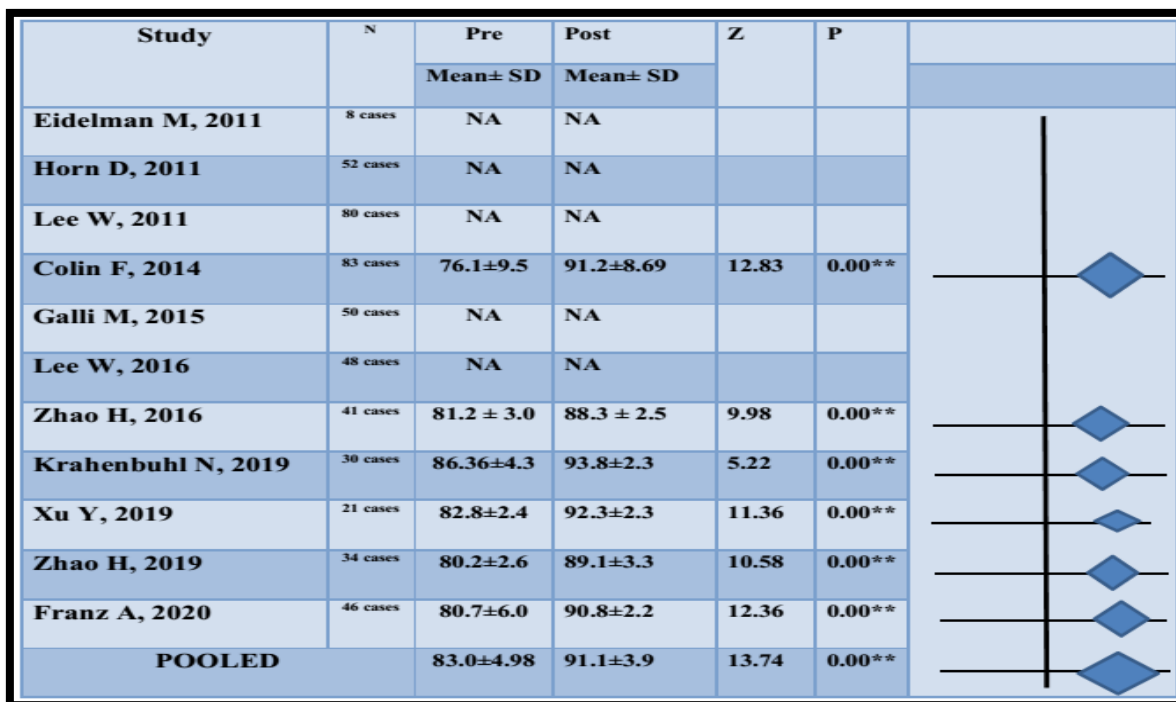 Study N Pre Post Z P
Mean± SD Mean± SD
Eidelman M, 2011 8 cases NA NA
Horn D, 2011 52 cases NA NA
Lee W, 2011 80 cases NA NA
Colin F, 2014 83 cases 76.1±9.5 91.2±8.69 12.83 0.00**
Galli M, 2015 50 cases NA NA
Lee W, 2016 48 cases NA NA
Zhao H, 2016 41 cases 81.2 ± 3.0 88.3 ± 2.5 9.98 0.00**
Krahenbuhl N, 2019 30 cases 86.36±4.3 93.8±2.3 5.22 0.00**
Xu Y, 2019 21 cases 82.8±2.4 92.3±2.3 11.36 0.00**
Zhao H, 2019 34 cases 80.2±2.6 89.1±3.3 10.58 0.00**
Franz A, 2020 46 cases 80.7±6.0 90.8±2.2 12.36 0.00**
POOLED 83.0±4.98 91.1±3.9 13.74 0.00**